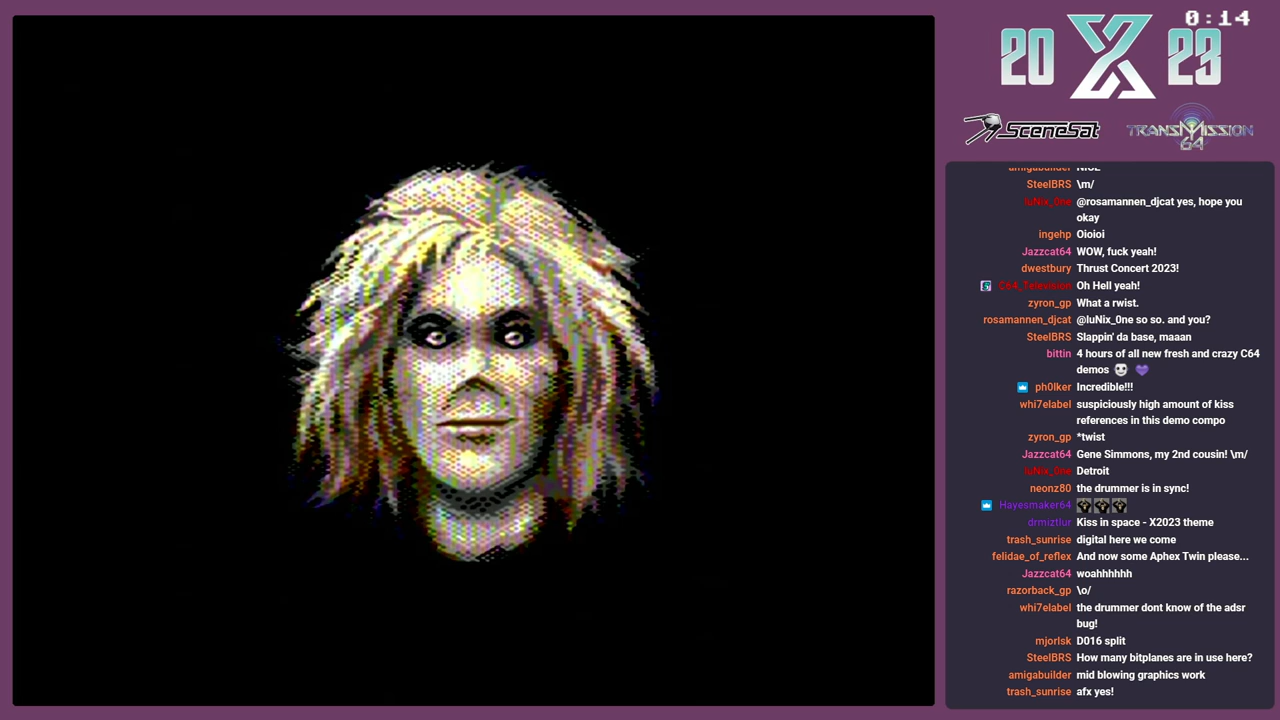 0:14
20 X 23
SceneSat
TRANSMISSION
64
amigabuilder NICE
SteelBRS \m/
luNix_0ne @rosamannen_djcat yes, hope you
okay
ingehp Oioioi
Jazzcat64 WOW, fuck yeah!
dwestbury Thrust Concert 2023!
C64_Television Oh Hell yeah!
zyron_gp What a rwist.
rosamannen_djcat @luNix_0ne so so. and you?
SteelBRS Slappin' da base, maaan
bittin 4 hours of all new fresh and crazy C64
demos
ph0lker Incredible!!!
whi7elabel suspiciously high amount of kiss
references in this demo compo
zyron_gp *twist
Jazzcat64 Gene Simmons, my 2nd cousin! \m/
luNix_0ne Detroit
neonz80 the drummer is in sync!
Hayesmaker64
drmiztlur Kiss in space - X2023 theme
trash_sunrise digital here we come
felidae_of_reflex And now some Aphex Twin please...
Jazzcat64 woahhhhhh
razorback_gp \o/
whi7elabel the drummer dont know of the adsr
bug!
mjorlsk D016 split
SteelBRS How many bitplanes are in use here?
amigabuilder mid blowing graphics work
trash_sunrise afx yes!